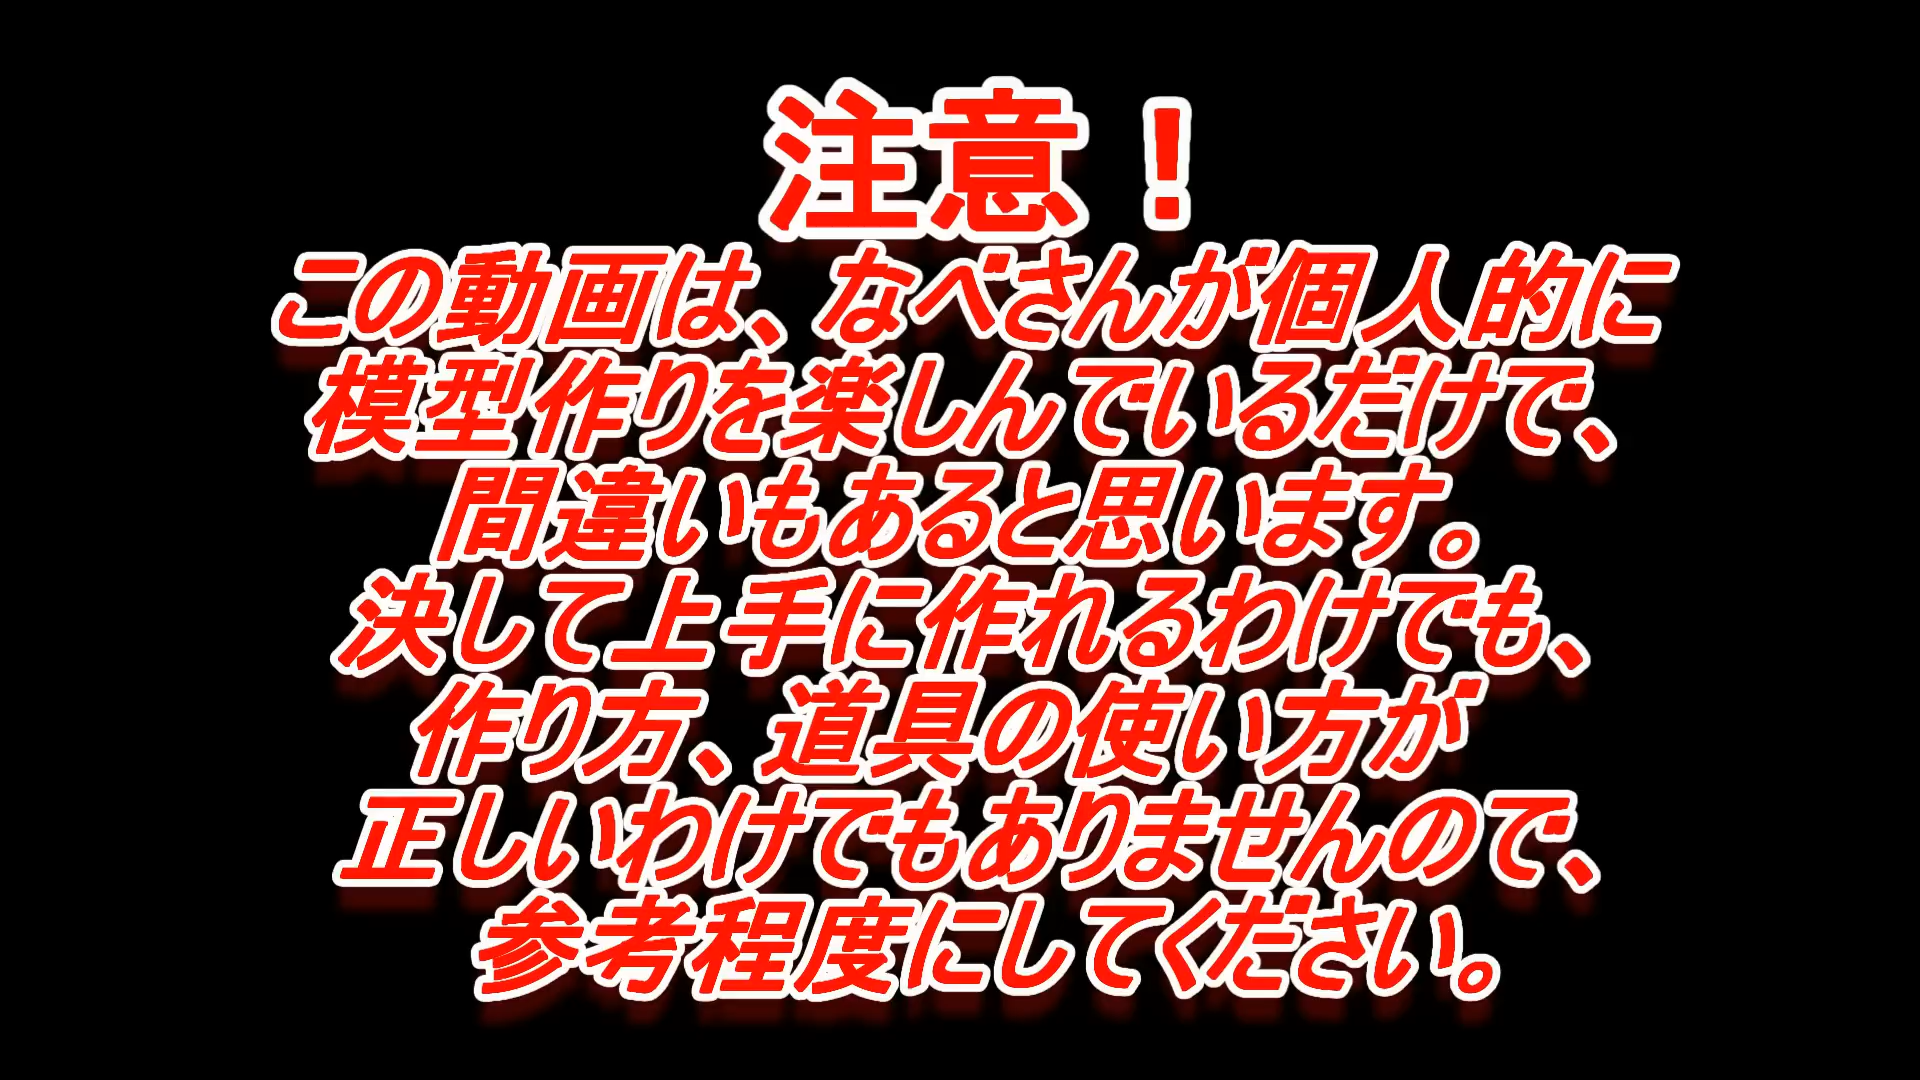 注意！
この動画は、なべさんが個人的に
模型作りを楽しんでいるだけで、
間違いもあると思います。
決して上手に作れるわけでも、
作り方、道具の使い方が
正しいわけでもありませんので、
参考程度にしてください。